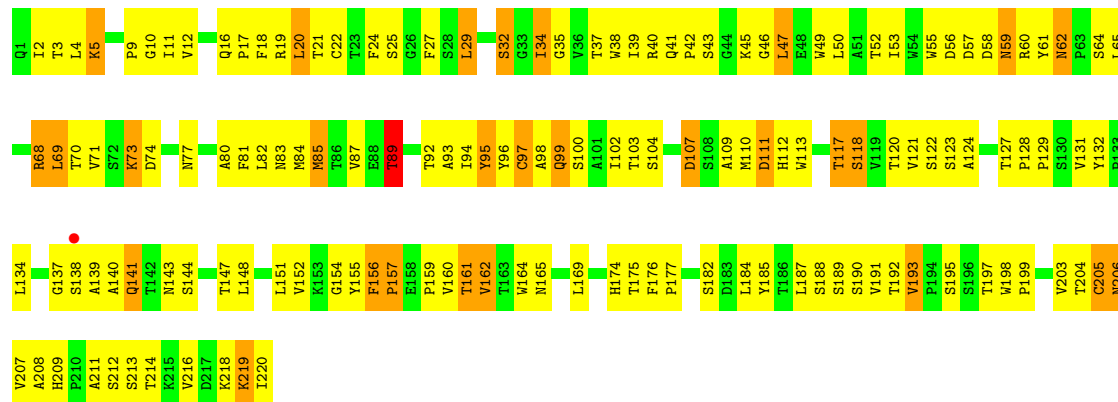 Q1 I2 T3 L4 K5 P9 G10 I11 V12 Q16 P17 F18 R19 L20 T21 C22 T23 F24 S25 G26 F27 S28 L29 S32 G33 I34 G35 V36 T37 W38 I39 R40 Q41 P42 S43 G44 K45 G46 L47 E48 W49 L50 A51 T52 I53 W54 W55 D56 D57 D58 N59 R60 Y61 N62 P63 S64
R68 L69 T70 V71 S72 K73 D74 N77 A80 F81 L82 N83 M84 M85 T86 V87 E88 T89 T92 A93 I94 Y95 Y96 C97 A98 Q99 S100 A101 I102 T103 S104 D107 S108 A109 M110 D111 H112 W113 T117 S118 V119 T120 V121 S122 S123 A124 T127 P128 P129 S130 V131 Y132
L134 G137 S138 A139 A140 Q141 T142 N143 S144 T147 L148 L151 V152 K153 G154 Y155 F156 P157 E158 P159 V160 T161 V162 T163 W164 N165 L169 H174 T175 F176 P177 S182 D183 L184 Y185 T186 L187 S188 S189 S190 V191 T192 V193 P194 S195 S196 T197 W198 P199 V203 T204 C205
V207 A208 H209 P210 A211 S212 S213 T214 K215 V216 D217 K218 K219 I220